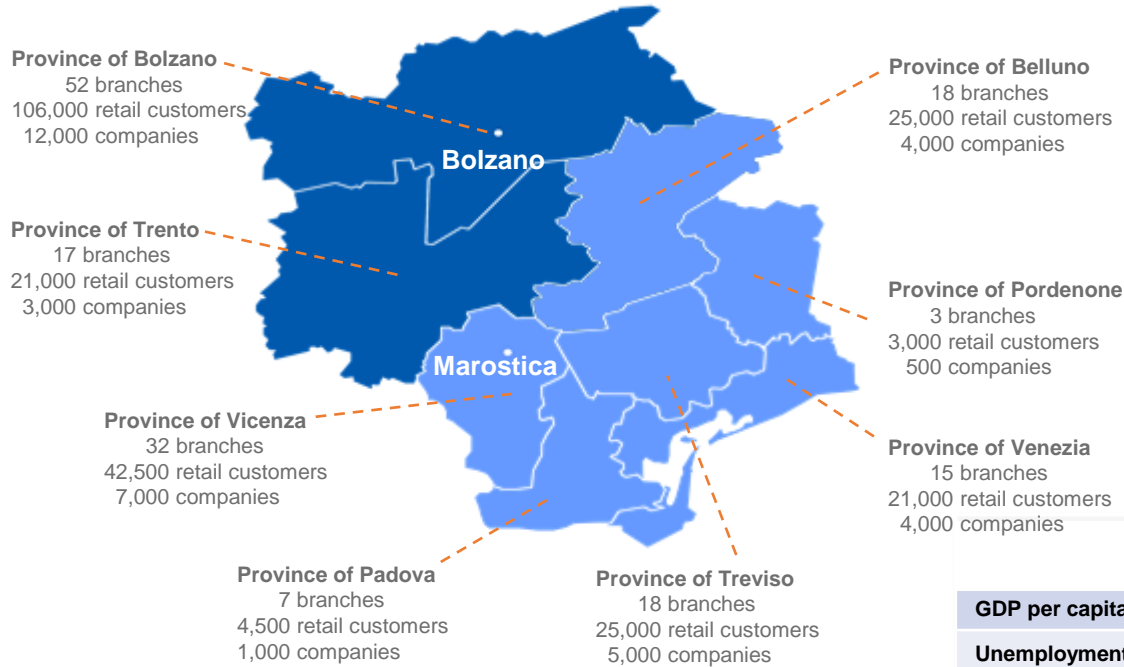 Province of Bolzano
52 branches
106,000 retail customers
12,000 companies
Province of Belluno
18 branches
25,000 retail customers
4,000 companies
Bolzano
Province of Trento
17 branches
21,000 retail customers
3,000 companies
Province of Pordenone
3 branches
3,000 retail customers
500 companies
Marostica
Province of Vicenza
32 branches
42,500 retail customers
7,000 companies
Province of Venezia
15 branches
21,000 retail customers
4,000 companies
Province of Padova
7 branches
4,500 retail customers
1,000 companies
Province of Treviso
18 branches
25,000 retail customers
5,000 companies
GDP per capita
Unemployment